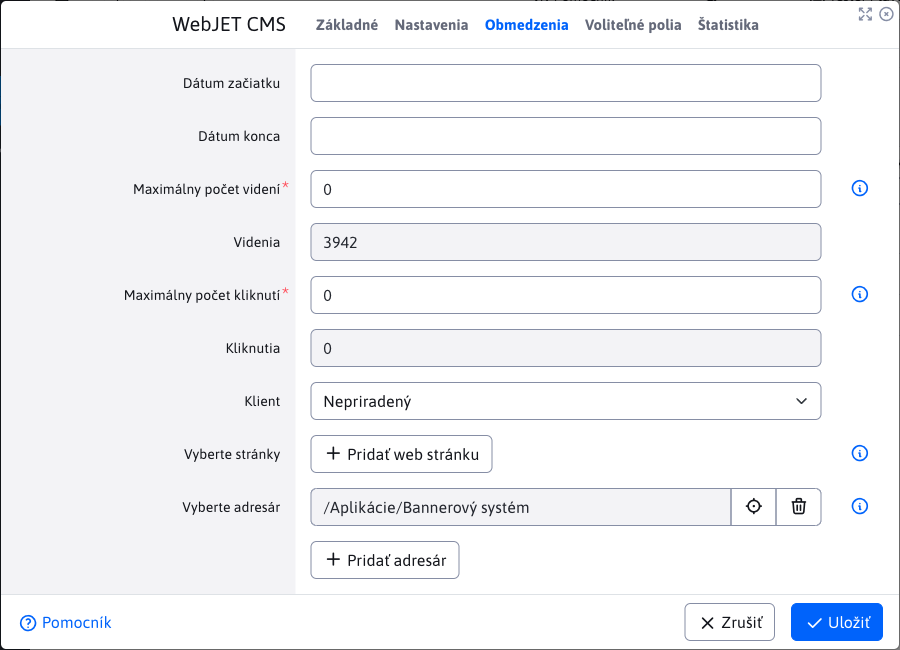 WebJET CMS
Základné Nastavenia Obmedzenia Voliteľné polia Štatistika
Dátum začiatku
Dátum konca
Maximálny počet videní* 0
Videnia 3942
Maximálny počet kliknutí* 0
Kliknutia 0
Klient Nepriradený
Vyberte stránky + Pridať web stránku
Vyberte adresár /Aplikácie/Bannerový systém
+ Pridať adresár
Pomocník Zrušiť Uložiť